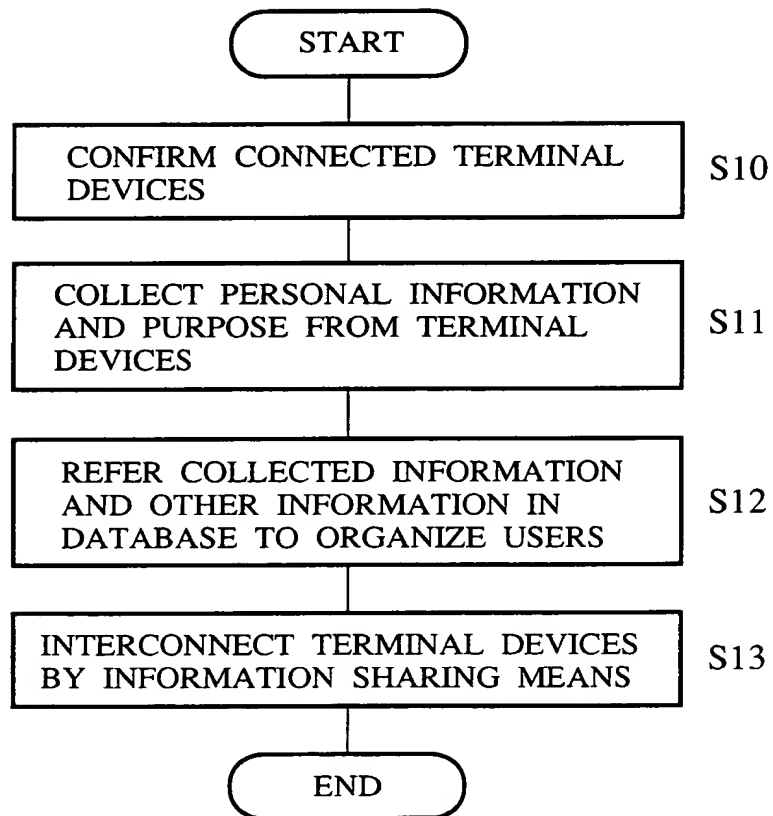 START
CONFIRM CONNECTED TERMINAL
DEVICES
S10
COLLECT PERSONAL INFORMATION
AND PURPOSE FROM TERMINAL
DEVICES
S11
REFER COLLECTED INFORMATION
AND OTHER INFORMATION IN
DATABASE TO ORGANIZE USERS
S12
INTERCONNECT TERMINAL DEVICES
BY INFORMATION SHARING MEANS
S13
END